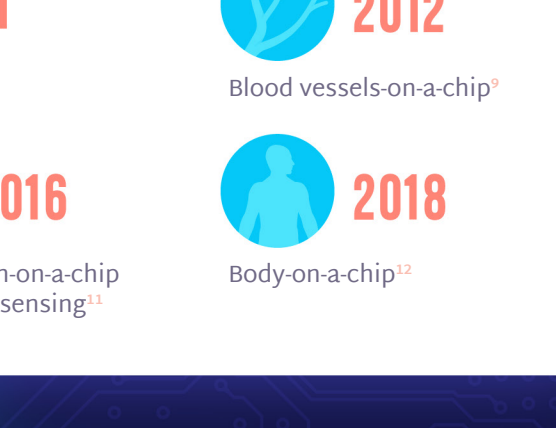 2012
Blood vessels-on-a-chip⁹
016
2018
n-on-a-chip
sensing¹¹
Body-on-a-chip¹²